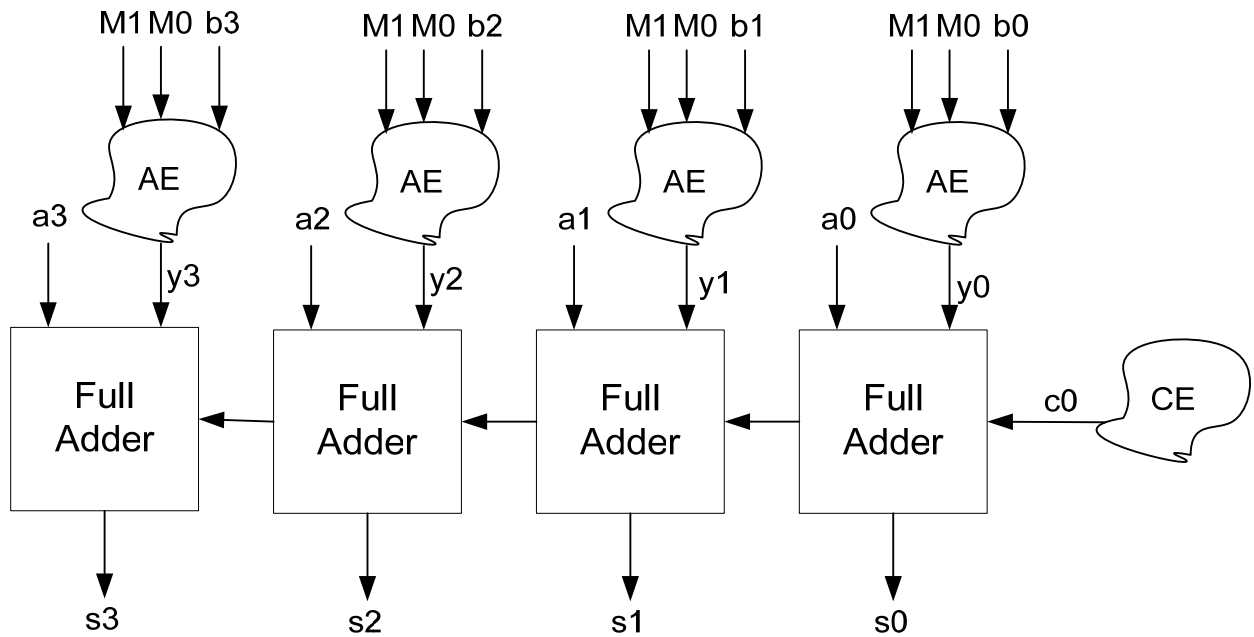 M1 M0 b3 M1 M0 b2 M1 M0 b1 M1 M0 b0
AE AE AE AE
a3 a2 a1 a0
y3 y2 y1 y0
Full Adder
Full Adder
Full Adder
Full Adder
c0
CE
s3 s2 s1 s0